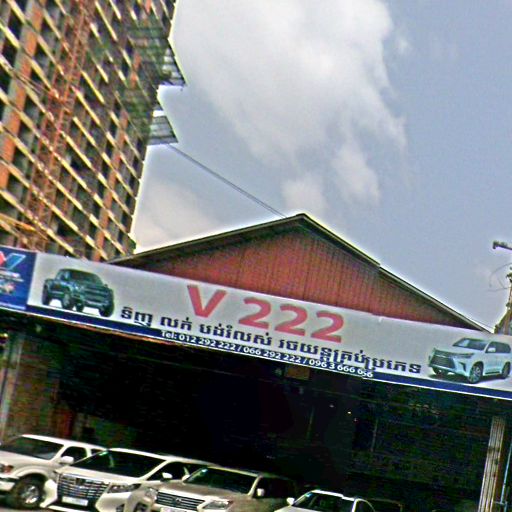 V 222
ទិញ លក់ បង់រំលស់ រថយន្តគ្រប់ប្រភេទ
Tel: 012 292 222 / 066 292 222 / 096 3 666 656